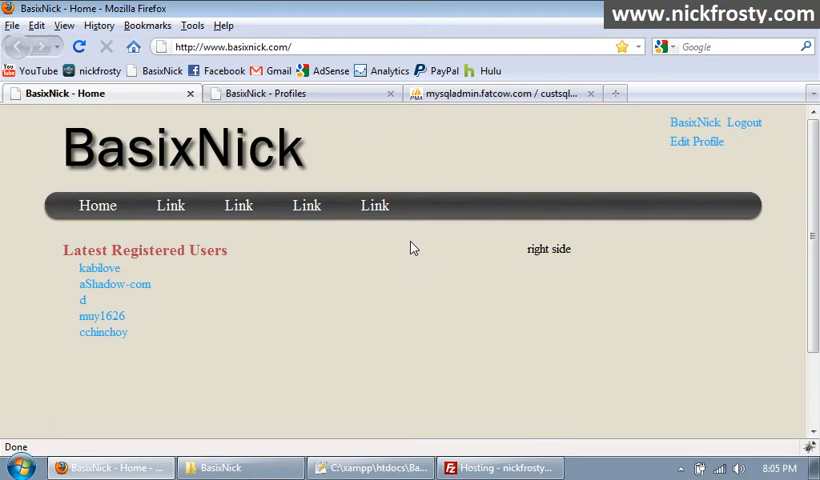 BasixNick - Home - Mozilla Firefox
www.nickfrosty.com
File Edit View History Bookmarks Tools Help
http://www.basixnick.com/
Google
YouTube nickfrosty BasixNick Facebook Gmail AdSense Analytics PayPal Hulu
BasixNick - Home BasixNick - Profiles mysqladmin.fatcow.com / custsql...
BasixNick Logout
Edit Profile
BasixNick
Home Link Link Link Link
Latest Registered Users
right side
kabilove
aShadow-com
d
muy1626
cchinchoy
Done
BasixNick - Home - ... BasixNick C:\xampp\htdocs\Ba... Hosting - nickfrosty... 8:05 PM